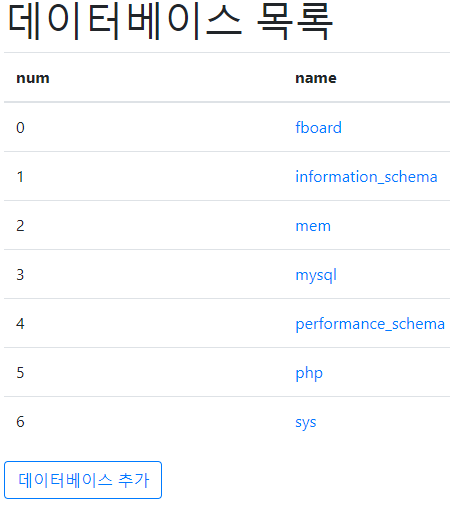 데이터베이스 목록
num name
0 fboard
1 information_schema
2 mem
3 mysql
4 performance_schema
5 php
6 sys
데이터베이스 추가